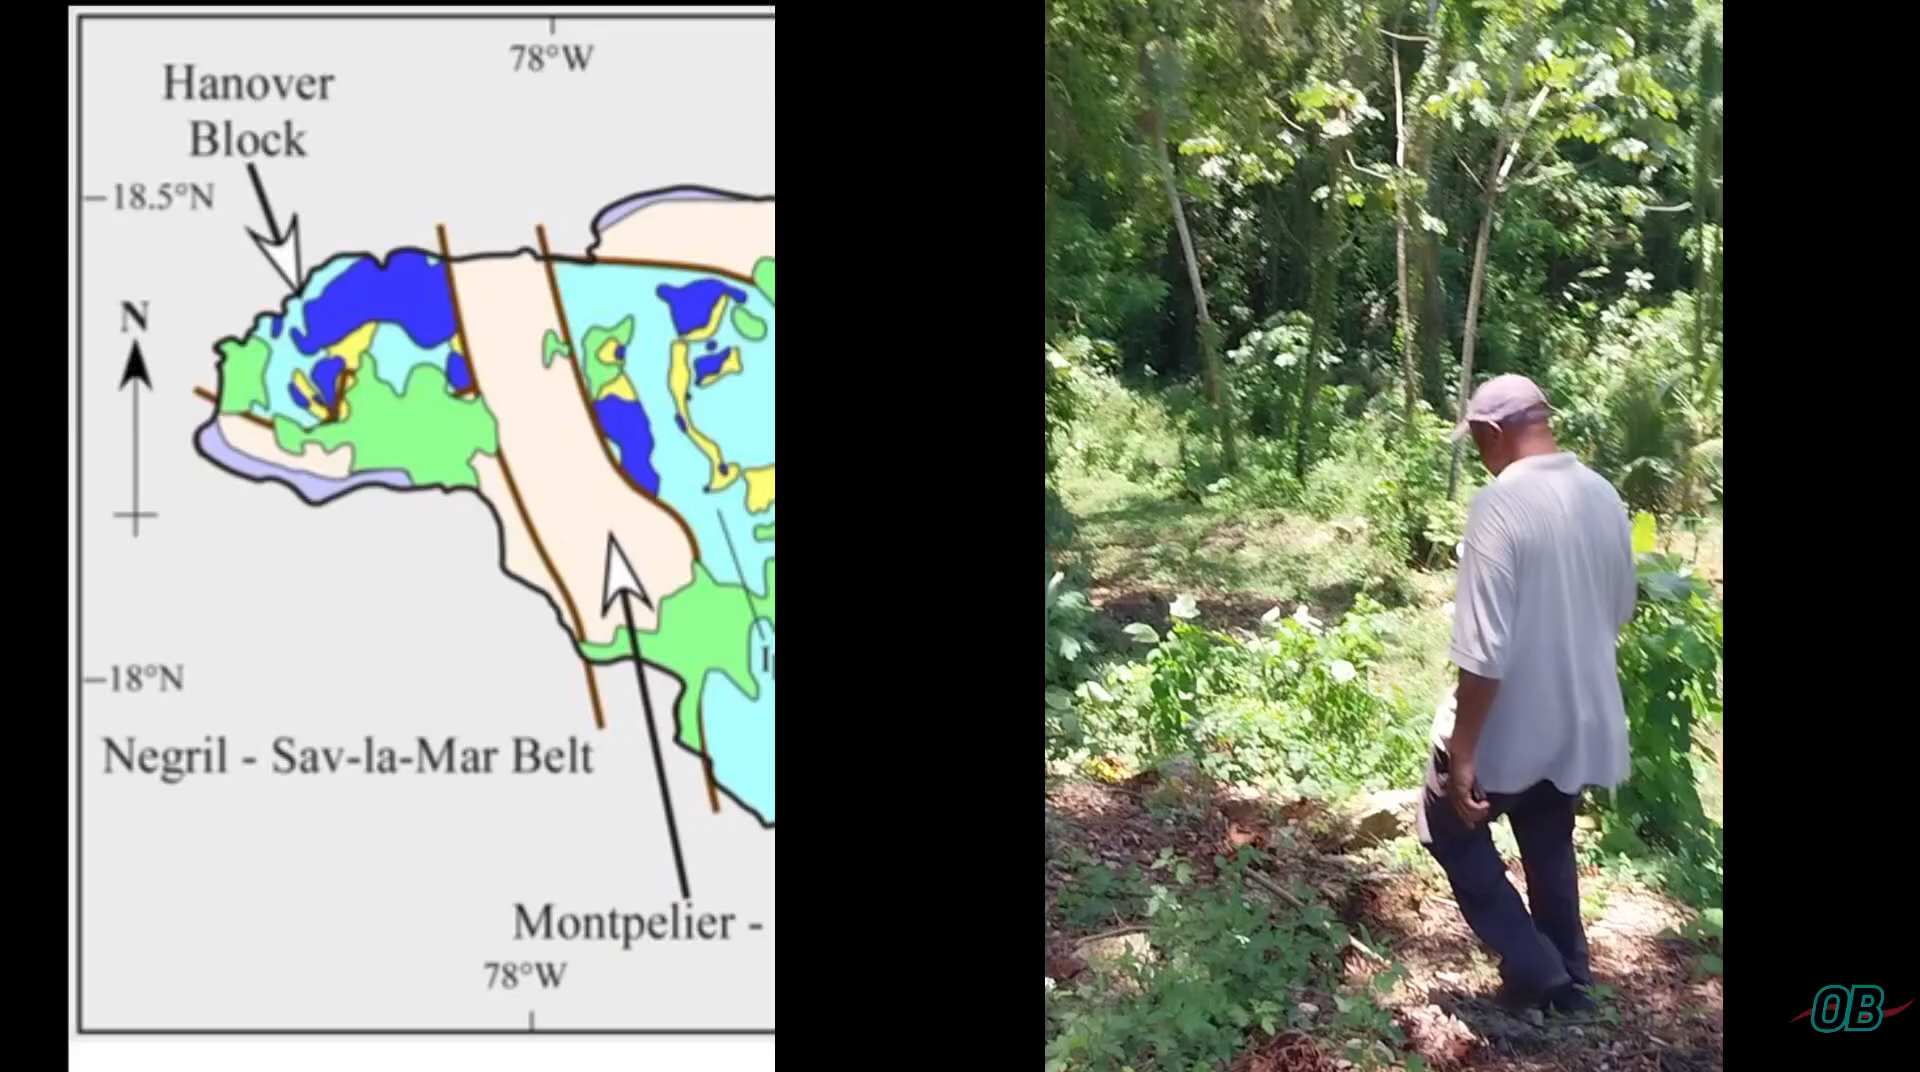 78°W
Hanover
Block
18.5°N
N
Negril - Sav-la-Mar Belt
18°N
Montpelier -
78°W
OB